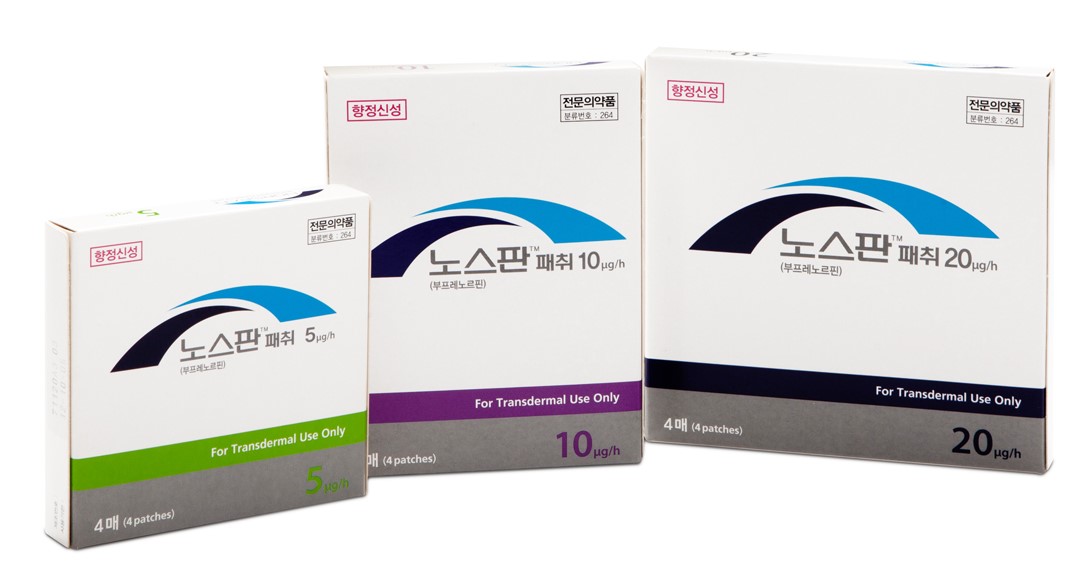 5 μg/h
향정신성
전문의약품
분류번호 : 264
노스판™ 패취 5μg/h
(부프레노르핀)
For Transdermal Use Only
5μg/h
4매 (4 patches)
10
향정신성
전문의약품
분류번호 : 264
노스판™ 패취 10μg/h
(부프레노르핀)
For Transdermal Use Only
10μg/h
매 (4 patches)
20
향정신성
전문의약품
분류번호 : 264
노스판™ 패취 20μg/h
(부프레노르핀)
For Transdermal Use Only
20μg/h
4매 (4 patches)